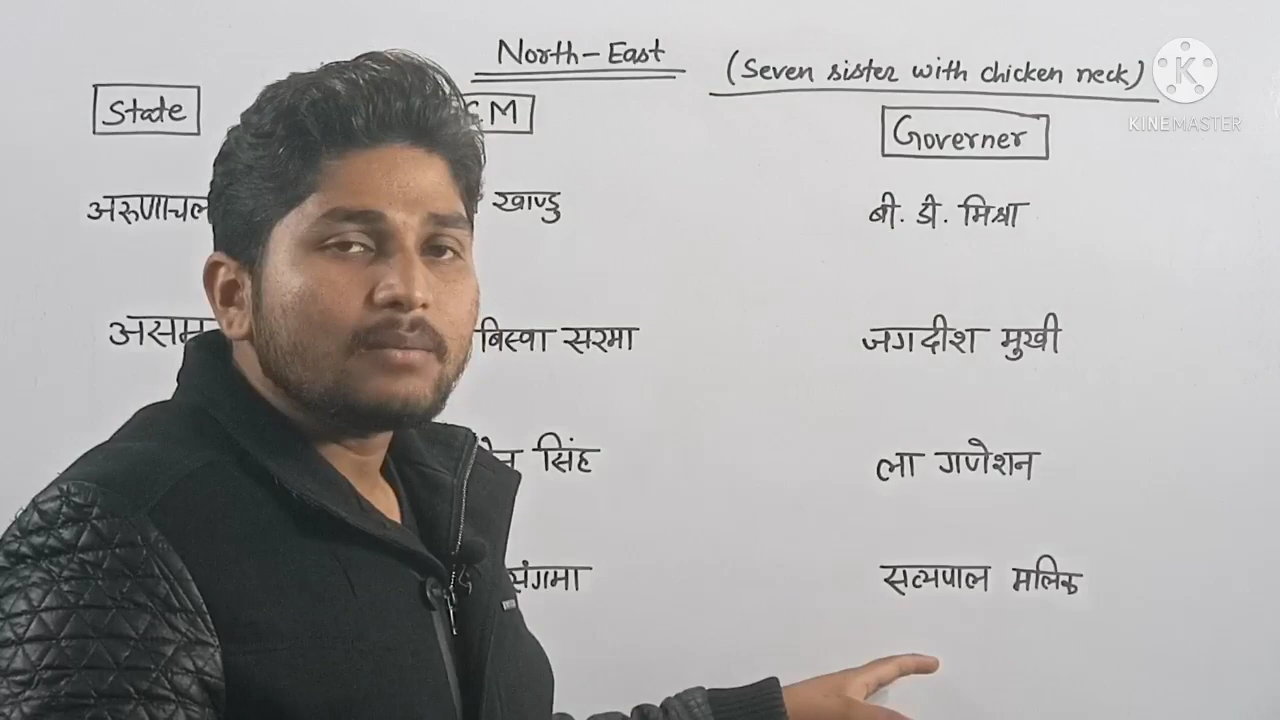 North-East (Seven sister with chicken neck)
KINEMASTER
State CM Governer
अरुणाचल खाण्डु बी. डी. मिश्रा
असम बिस्वा सरमा जगदीश मुखी
सिंह ला गणेशन
संगमा सत्यपाल मलिक